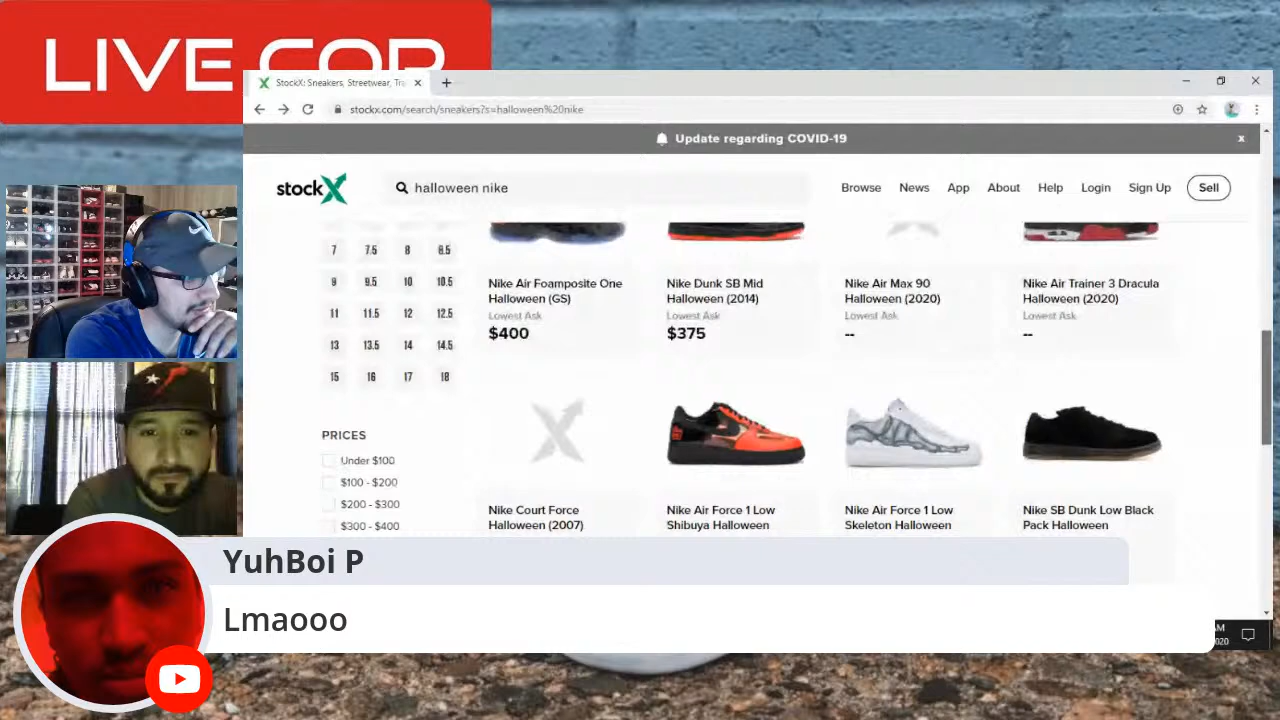 LIVE COP
StockX: Sneakers, Streetwear, Tra
stockx.com/search/sneakers?s=halloween%20nike
Update regarding COVID-19
x
stockX
halloween nike
Browse
News
App
About
Help
Login
Sign Up
Sell
7 7.5 8 8.5
9 9.5 10 10.5
11 11.5 12 12.5
13 13.5 14 14.5
15 16 17 18
PRICES
Under $100
$100 - $200
$200 - $300
$300 - $400
Nike Air Foamposite One
Halloween (GS)
Lowest Ask
$400
Nike Dunk SB Mid
Halloween (2014)
Lowest Ask
$375
Nike Air Max 90
Halloween (2020)
Lowest Ask
--
Nike Air Trainer 3 Dracula
Halloween (2020)
Lowest Ask
--
Nike Court Force
Halloween (2007)
Nike Air Force 1 Low
Shibuya Halloween
Nike Air Force 1 Low
Skeleton Halloween
Nike SB Dunk Low Black
Pack Halloween
AM
2020
YuhBoi P
Lmaooo